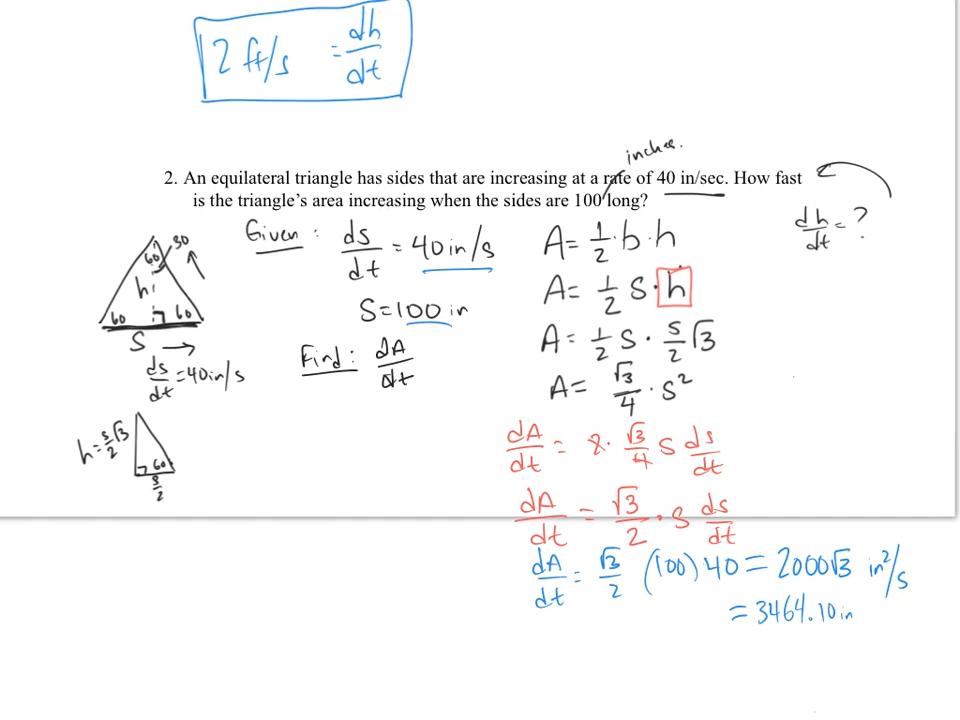 2 ft/s = dh/dt
inches.
2. An equilateral triangle has sides that are increasing at a rate of 40 in/sec. How fast
is the triangle's area increasing when the sides are 100 long?
dh/dt = ?
Given: ds/dt = 40 in/s
S = 100 in
Find: dA/dt
30
60
h
60 60
S →
ds/dt = 40 in/s
h = s/2 √3
60
s/2
A = 1/2 · b · h
A = 1/2 s · h
A = 1/2 s · s/2 √3
A = √3/4 · s²
dA/dt = 2 · √3/4 s ds/dt
dA/dt = √3/2 · s ds/dt
dA/dt = √3/2 (100) 40 = 2000√3 in²/s
= 3464.10 in